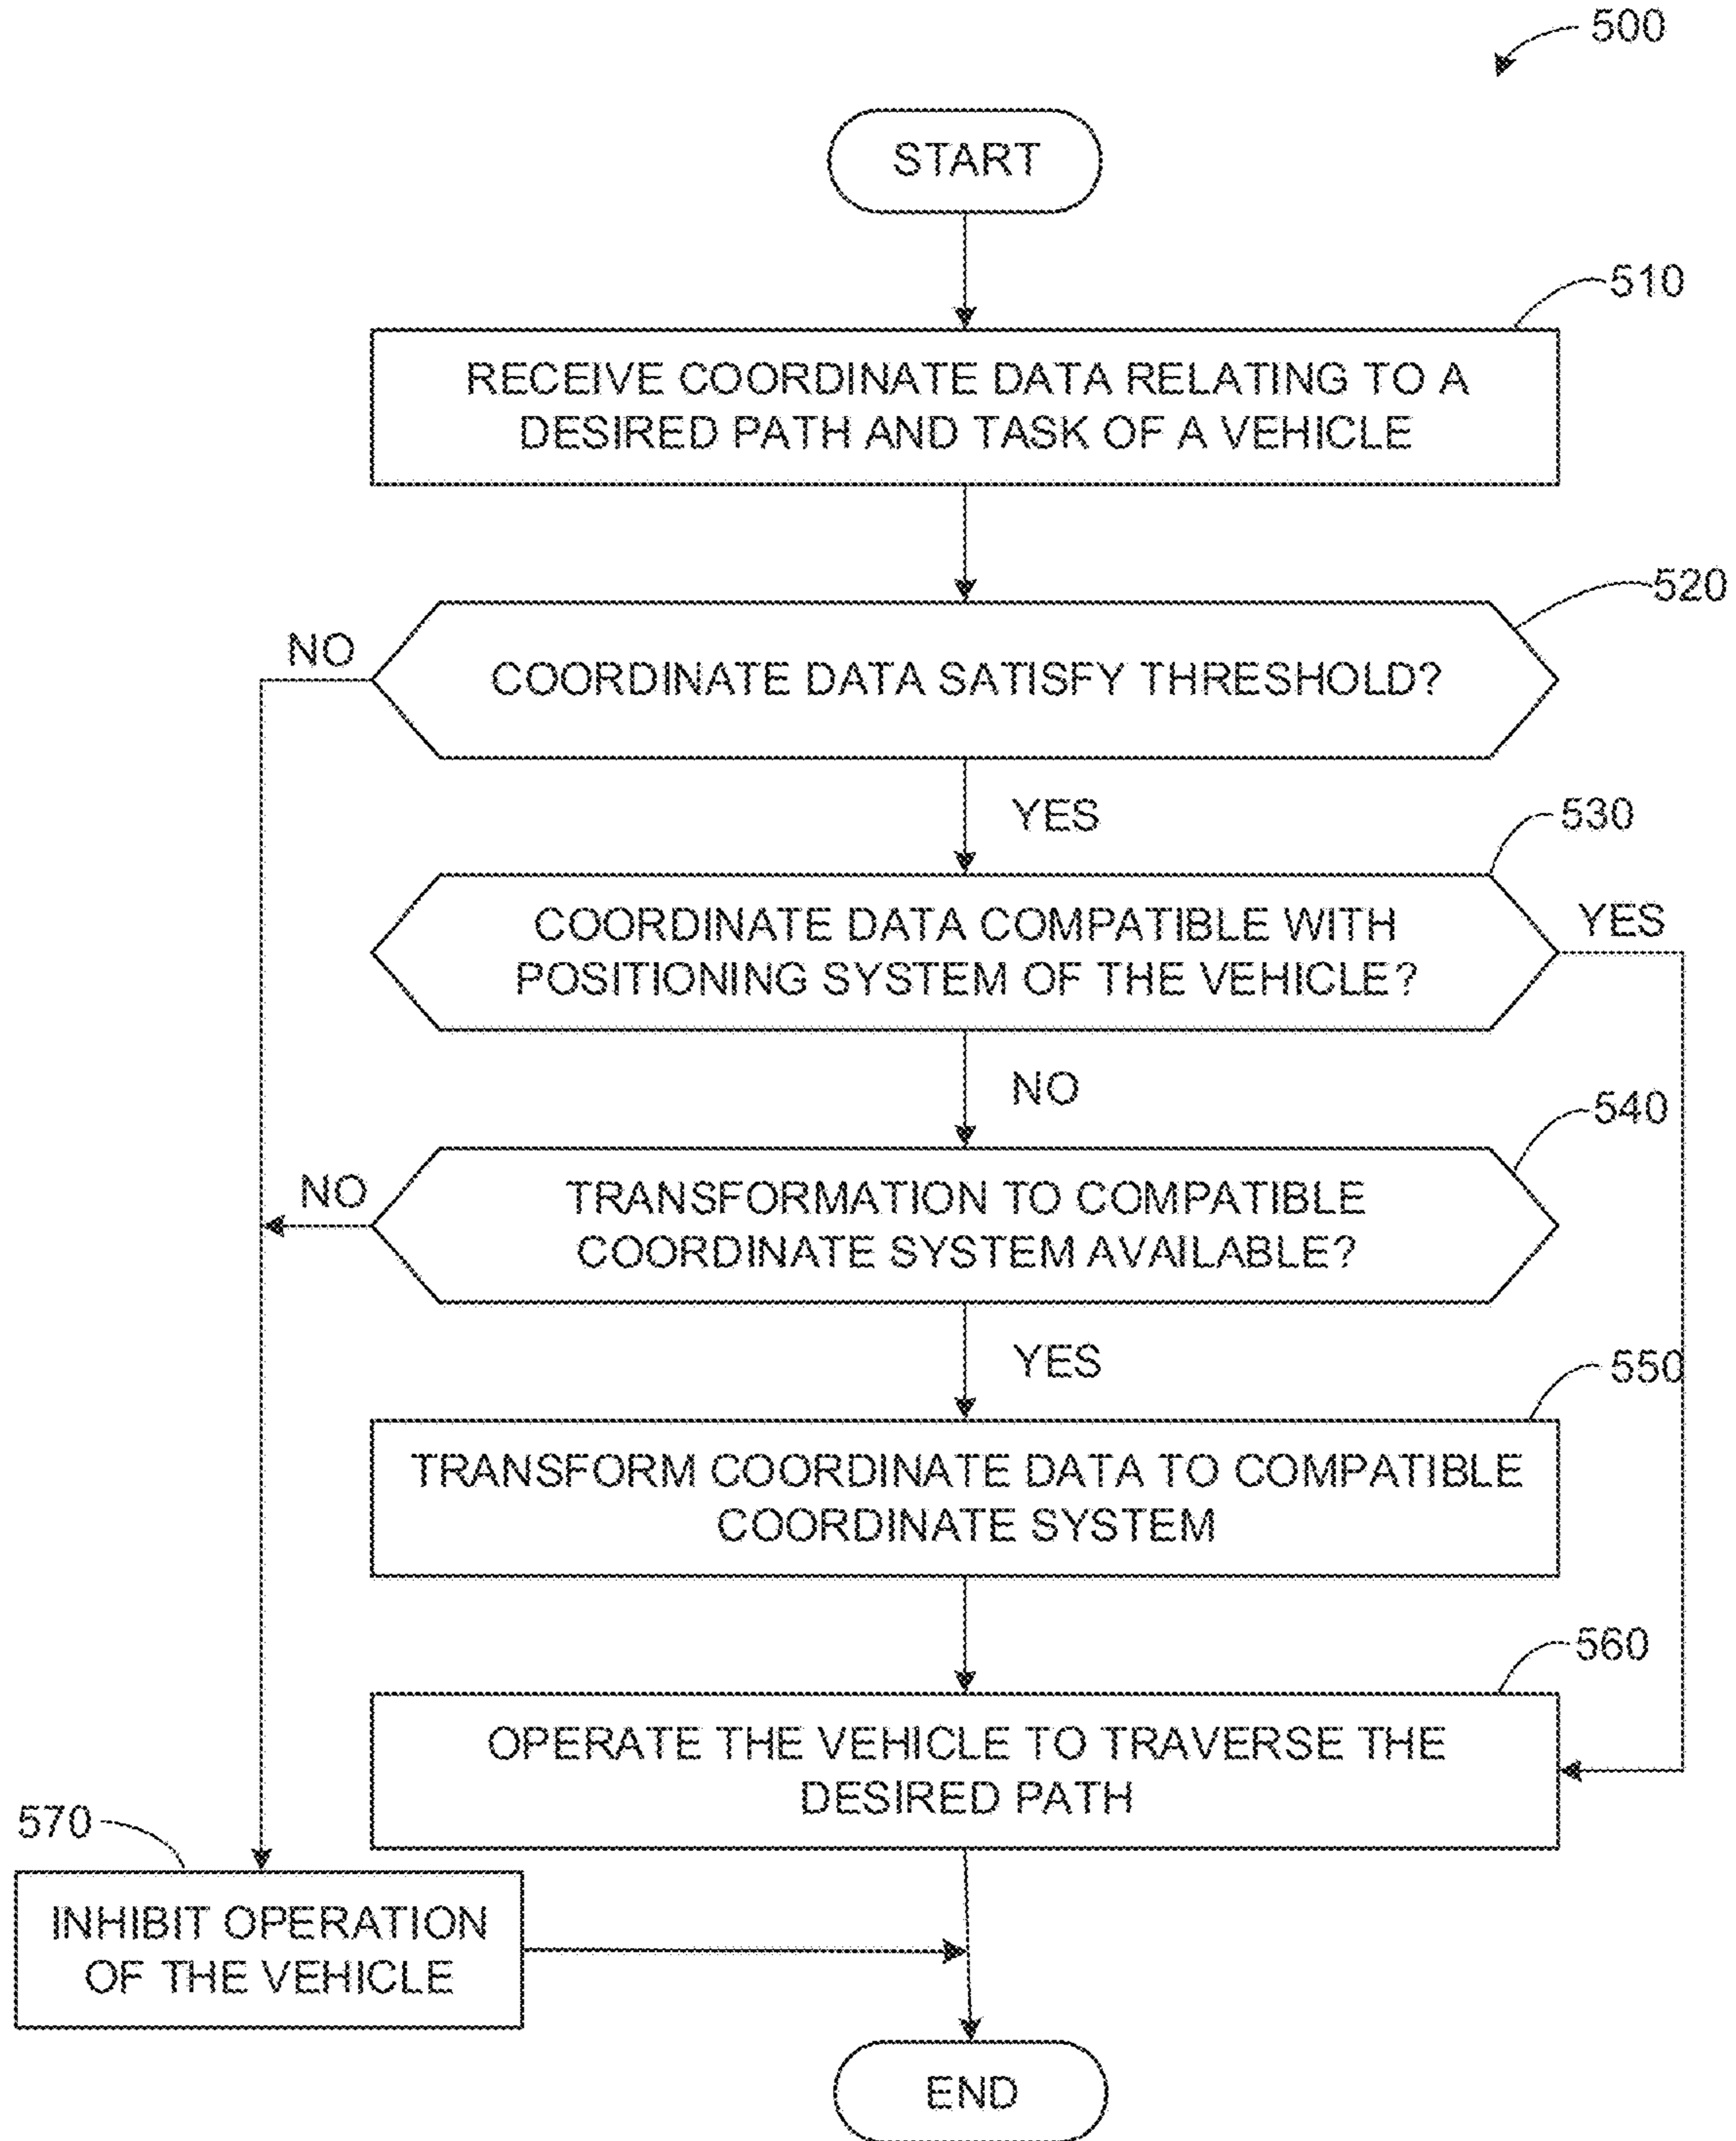 500
START
510
RECEIVE COORDINATE DATA RELATING TO A
DESIRED PATH AND TASK OF A VEHICLE
520
NO
COORDINATE DATA SATISFY THRESHOLD?
YES
530
COORDINATE DATA COMPATIBLE WITH
POSITIONING SYSTEM OF THE VEHICLE?
YES
NO
540
NO
TRANSFORMATION TO COMPATIBLE
COORDINATE SYSTEM AVAILABLE?
YES
550
TRANSFORM COORDINATE DATA TO COMPATIBLE
COORDINATE SYSTEM
560
OPERATE THE VEHICLE TO TRAVERSE THE
DESIRED PATH
570
INHIBIT OPERATION
OF THE VEHICLE
END